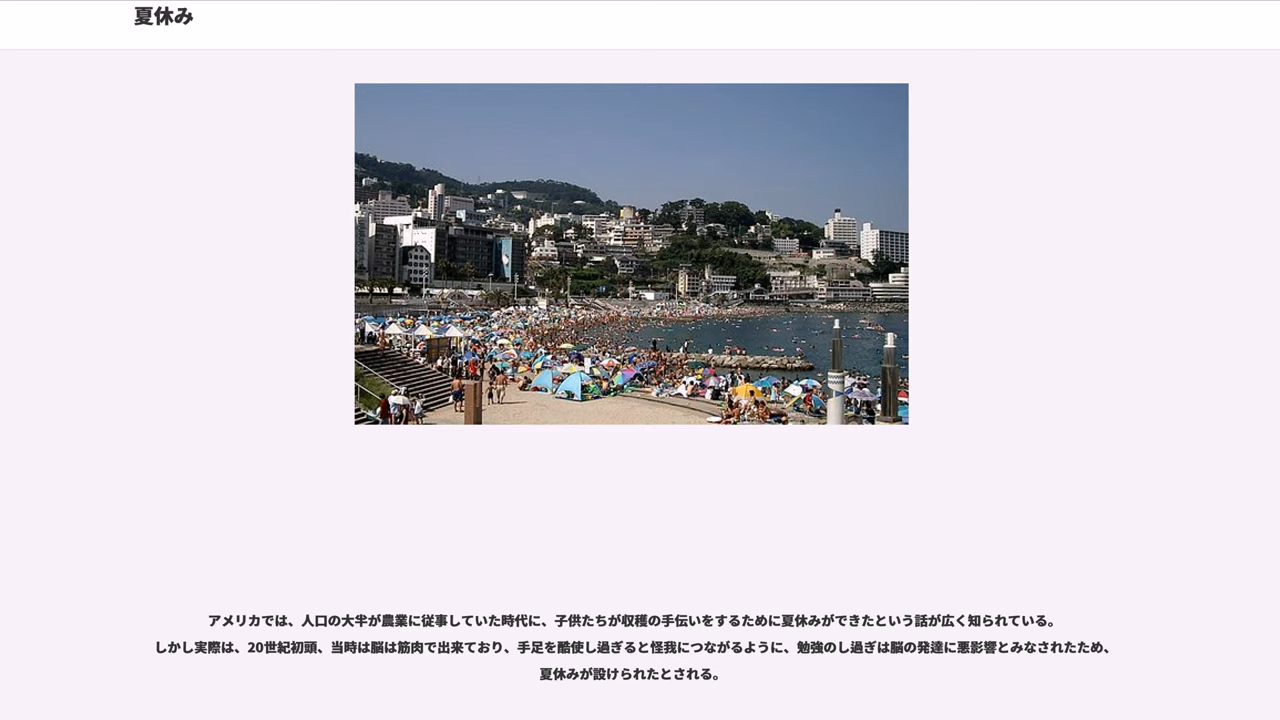 夏休み
アメリカでは、人口の大半が農業に従事していた時代に、子供たちが収穫の手伝いをするために夏休みができたという話が広く知られている。
しかし実際は、20世紀初頭、当時は脳は筋肉で出来ており、手足を酷使し過ぎると怪我につながるように、勉強のし過ぎは脳の発達に悪影響とみなされたため、
夏休みが設けられたとされる。